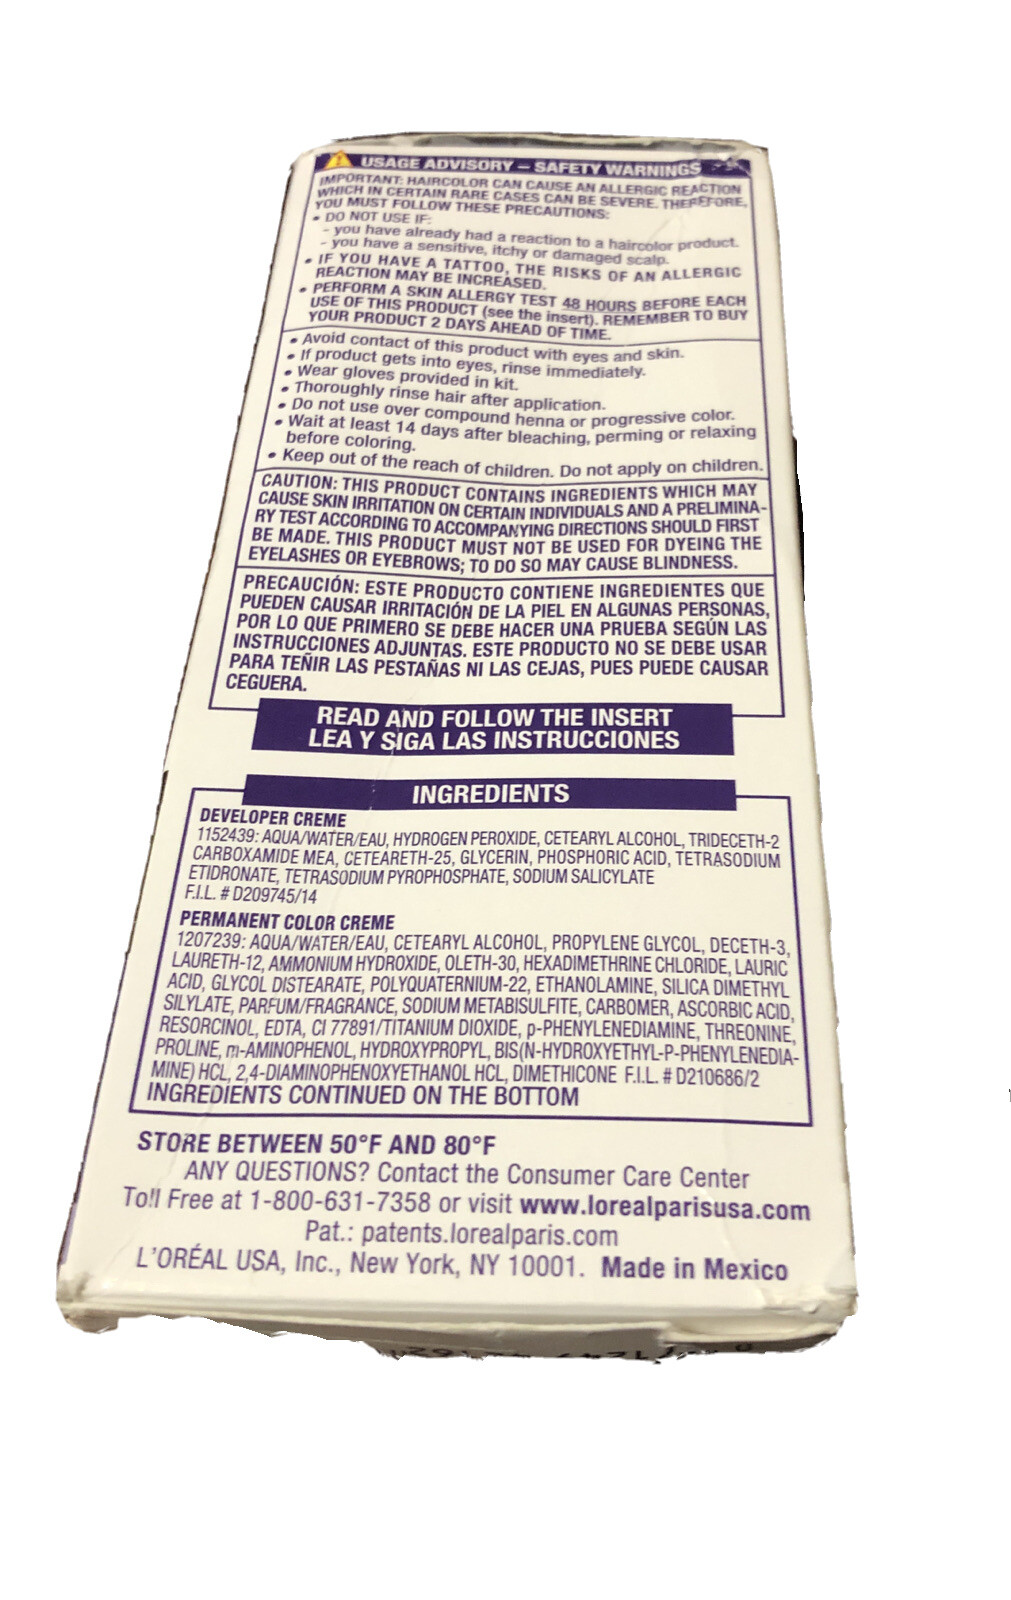 USAGE ADVISORY – SAFETY WARNINGS
IMPORTANT: HAIRCOLOR CAN CAUSE AN ALLERGIC REACTION
WHICH IN CERTAIN RARE CASES CAN BE SEVERE. THEREFORE,
YOU MUST FOLLOW THESE PRECAUTIONS:
• DO NOT USE IF:
- you have already had a reaction to a haircolor product.
- you have a sensitive, itchy or damaged scalp.
• IF YOU HAVE A TATTOO, THE RISKS OF AN ALLERGIC
REACTION MAY BE INCREASED.
• PERFORM A SKIN ALLERGY TEST 48 HOURS BEFORE EACH
USE OF THIS PRODUCT (see the insert). REMEMBER TO BUY
YOUR PRODUCT 2 DAYS AHEAD OF TIME.
• Avoid contact of this product with eyes and skin.
• If product gets into eyes, rinse immediately.
• Wear gloves provided in kit.
• Thoroughly rinse hair after application.
• Do not use over compound henna or progressive color.
• Wait at least 14 days after bleaching, perming or relaxing
before coloring.
• Keep out of the reach of children. Do not apply on children.
CAUTION: THIS PRODUCT CONTAINS INGREDIENTS WHICH MAY
CAUSE SKIN IRRITATION ON CERTAIN INDIVIDUALS AND A PRELIMINA-
RY TEST ACCORDING TO ACCOMPANYING DIRECTIONS SHOULD FIRST
BE MADE. THIS PRODUCT MUST NOT BE USED FOR DYEING THE
EYELASHES OR EYEBROWS; TO DO SO MAY CAUSE BLINDNESS.
PRECAUCIÓN: ESTE PRODUCTO CONTIENE INGREDIENTES QUE
PUEDEN CAUSAR IRRITACIÓN DE LA PIEL EN ALGUNAS PERSONAS,
POR LO QUE PRIMERO SE DEBE HACER UNA PRUEBA SEGÚN LAS
INSTRUCCIONES ADJUNTAS. ESTE PRODUCTO NO SE DEBE USAR
PARA TEÑIR LAS PESTAÑAS NI LAS CEJAS, PUES PUEDE CAUSAR
CEGUERA.
READ AND FOLLOW THE INSERT
LEA Y SIGA LAS INSTRUCCIONES
INGREDIENTS
DEVELOPER CREME
1152439: AQUA/WATER/EAU, HYDROGEN PEROXIDE, CETEARYL ALCOHOL, TRIDECETH-2
CARBOXAMIDE MEA, CETEARETH-25, GLYCERIN, PHOSPHORIC ACID, TETRASODIUM
ETIDRONATE, TETRASODIUM PYROPHOSPHATE, SODIUM SALICYLATE
F.I.L. # D209745/14
PERMANENT COLOR CREME
1207239: AQUA/WATER/EAU, CETEARYL ALCOHOL, PROPYLENE GLYCOL, DECETH-3,
LAURETH-12, AMMONIUM HYDROXIDE, OLETH-30, HEXADIMETHRINE CHLORIDE, LAURIC
ACID, GLYCOL DISTEARATE, POLYQUATERNIUM-22, ETHANOLAMINE, SILICA DIMETHYL
SILYLATE, PARFUM/FRAGRANCE, SODIUM METABISULFITE, CARBOMER, ASCORBIC ACID,
RESORCINOL, EDTA, CI 77891/TITANIUM DIOXIDE, p-PHENYLENEDIAMINE, THREONINE,
PROLINE, m-AMINOPHENOL, HYDROXYPROPYL, BIS(N-HYDROXYETHYL-P-PHENYLENEDIA-
MINE) HCL, 2,4-DIAMINOPHENOXYETHANOL HCL, DIMETHICONE F.I.L. # D210686/2
INGREDIENTS CONTINUED ON THE BOTTOM
STORE BETWEEN 50°F AND 80°F
ANY QUESTIONS? Contact the Consumer Care Center
Toll Free at 1-800-631-7358 or visit www.lorealparisusa.com
Pat.: patents.lorealparis.com
L'ORÉAL USA, Inc., New York, NY 10001. Made in Mexico